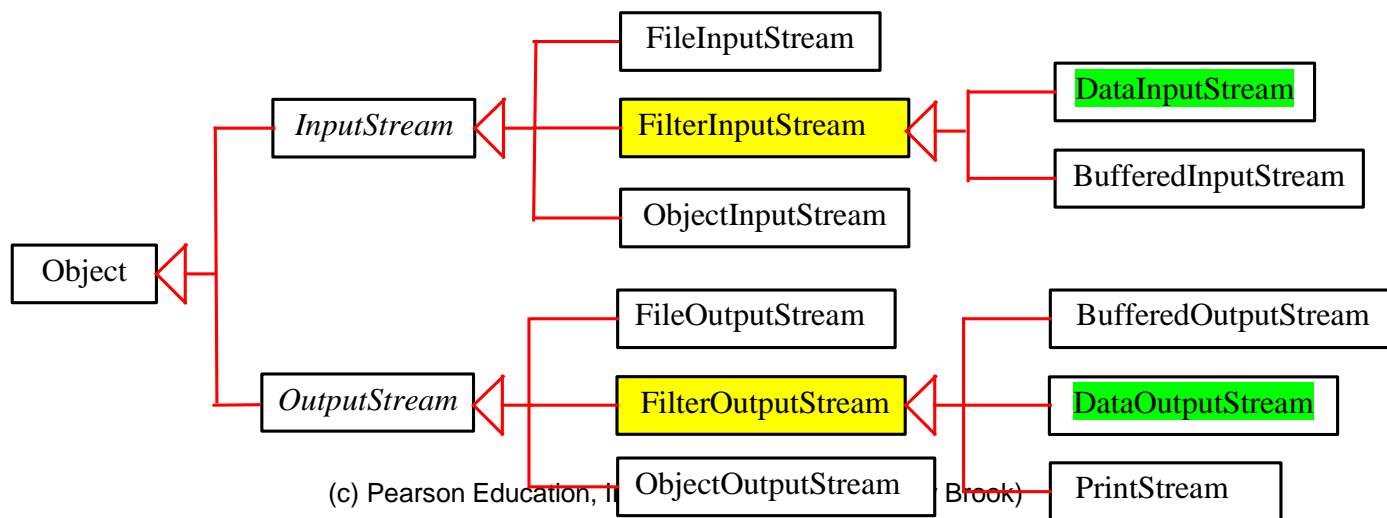 FileInputStream
DataInputStream
InputStream
FilterInputStream
BufferedInputStream
ObjectInputStream
Object
FileOutputStream
BufferedOutputStream
OutputStream
FilterOutputStream
DataOutputStream
ObjectOutputStream
PrintStream
(c) Pearson Education, Brook)